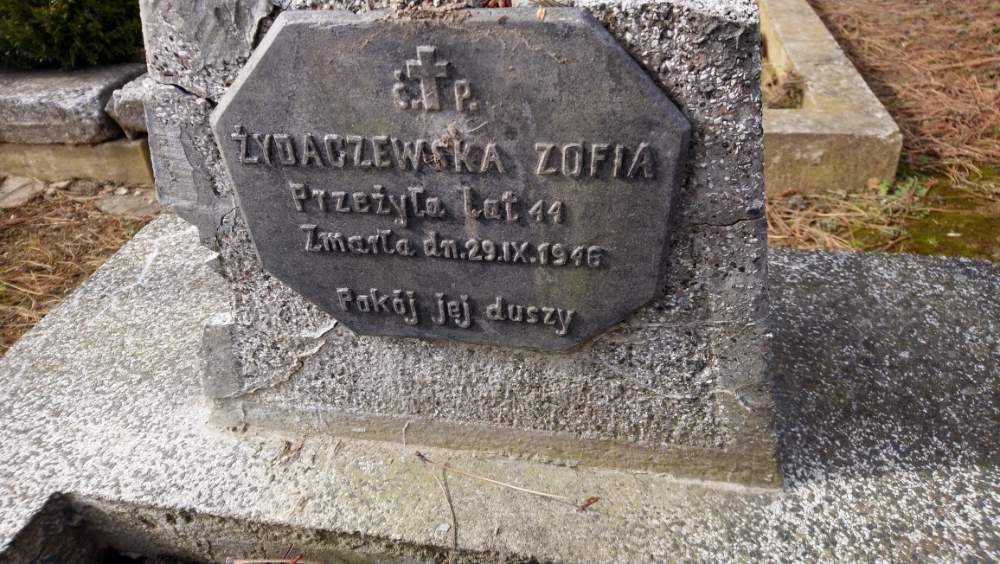 Ś. P.
ŻYDACZEWSKA ZOFIA
Przeżyła lat 44
Zmarła dn. 29.IX.1946.
Pokój jej duszy